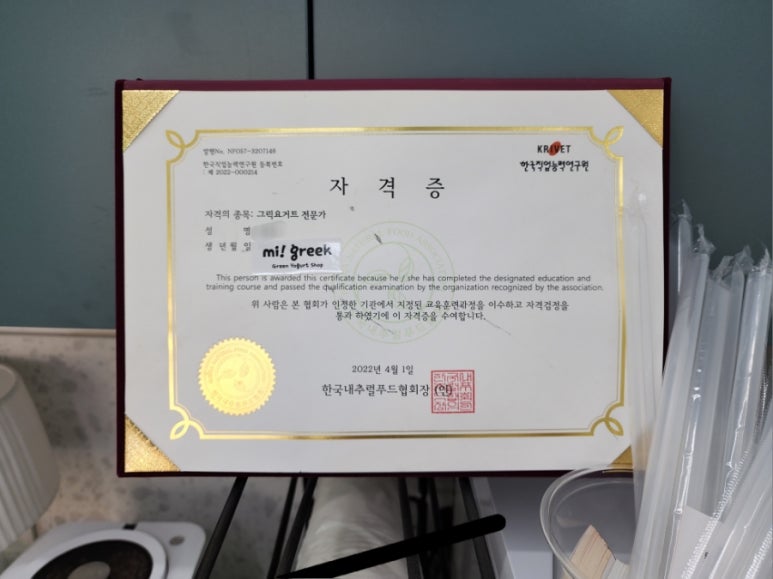 발행No, NF057-3207146
한국직업능력연구원 등록번호
: 제 2022-000214
KRIVET
한국직업능력연구원
자격증
자격의 종목: 그릭요거트 전문가
성 명
생년월일
mi! greek
Green Yogurt Shop
This person is awarded this certificate because he / she has completed the designated education and
training course and passed the qualification examination by the organization recognized by the association.
위 사람은 본 협회가 인정한 기관에서 지정된 교육훈련과정을 이수하고 자격검정을
통과 하였기에 이 자격증을 수여합니다.
2022년 4월 1일
한국내추럴푸드협회장 (인)